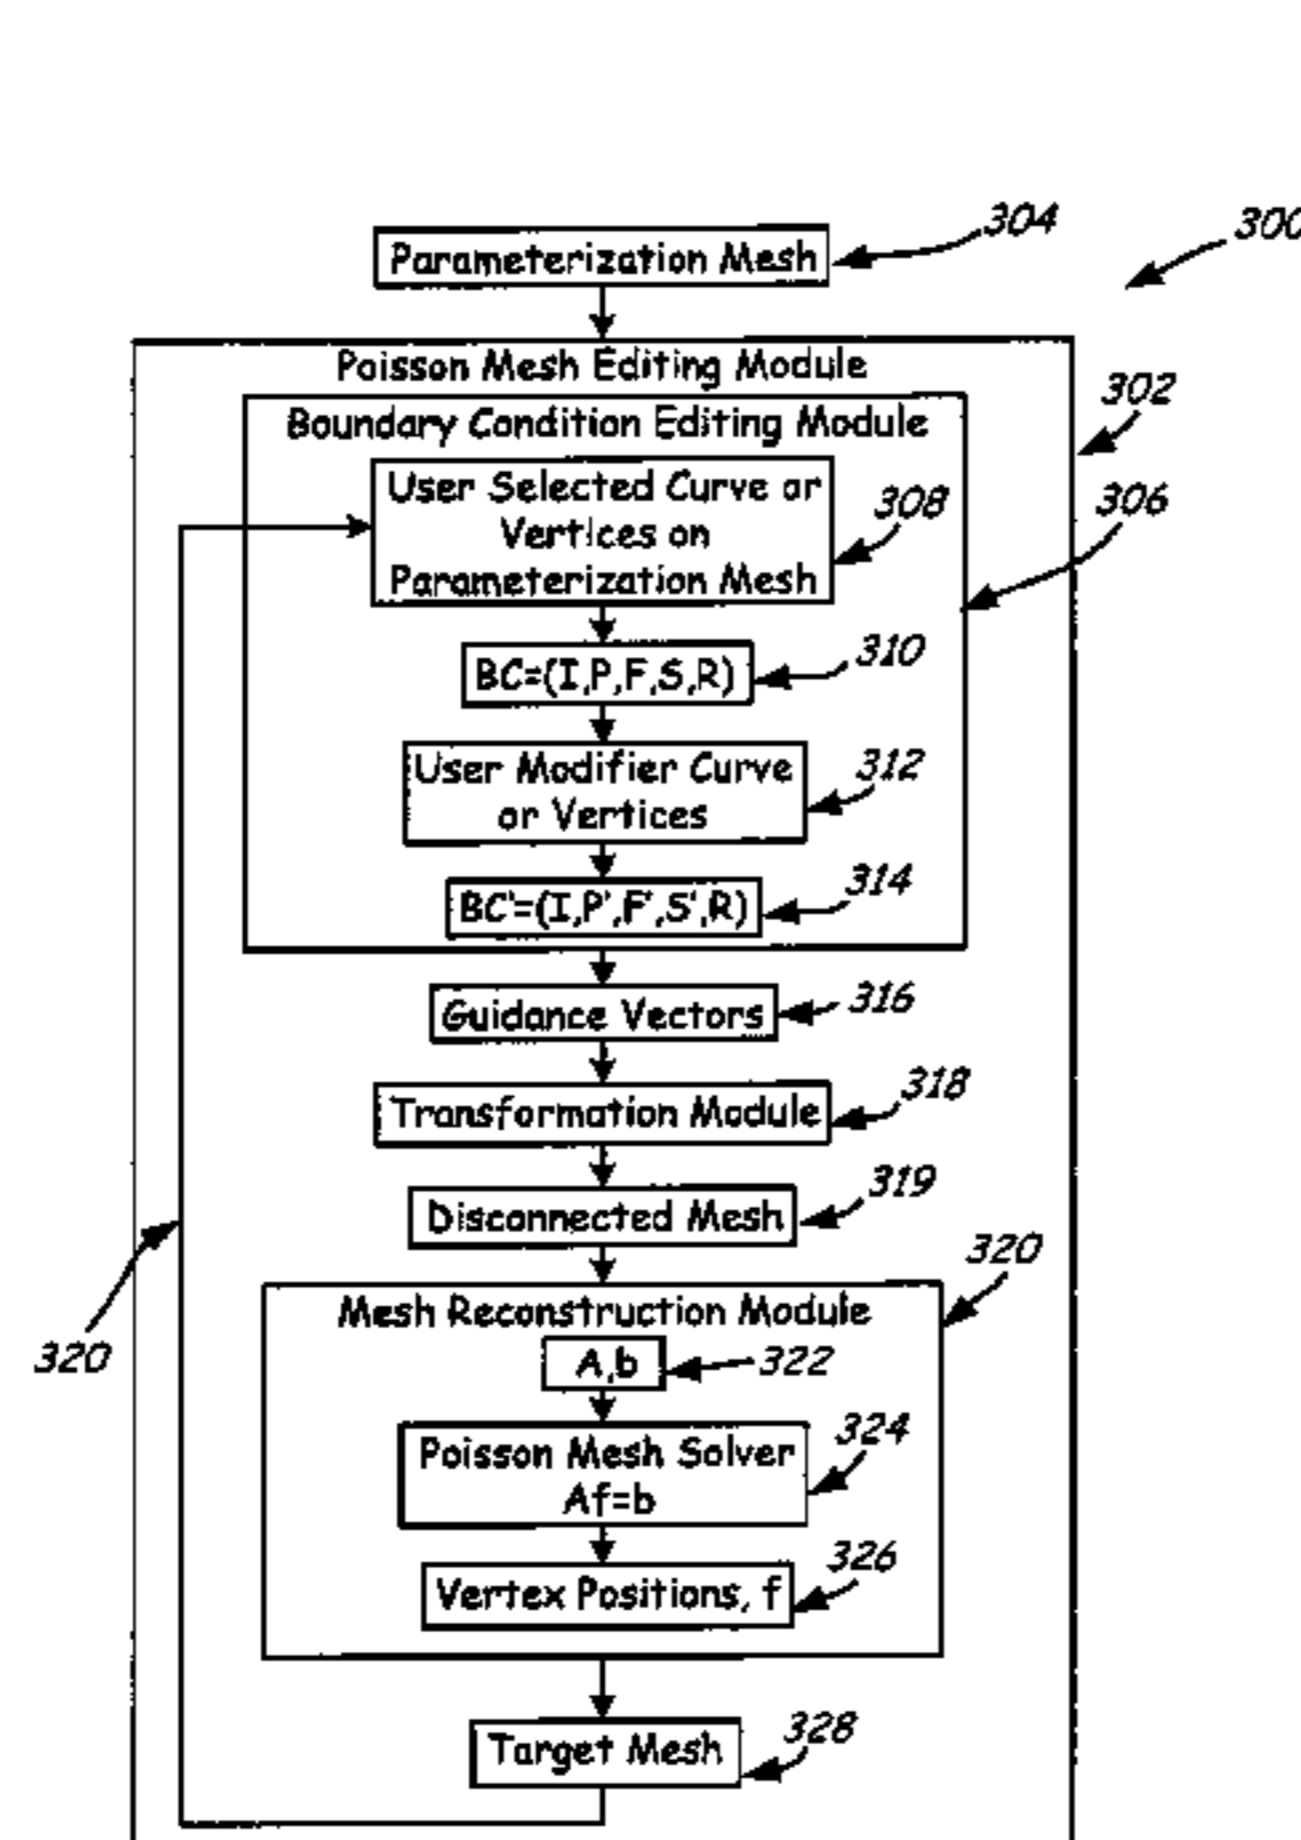 304
300
Parameterization Mesh
Poisson Mesh Editing Module
302
Boundary Condition Editing Module
User Selected Curve or
Vertices on
Parameterization Mesh
308
306
BC=(I,P,F,S,R)
310
User Modifier Curve
or Vertices
312
BC'=(I,P',F',S',R)
314
Guidance Vectors
316
Transformation Module
318
Disconnected Mesh
319
320
Mesh Reconstruction Module
320
A,b
322
Poisson Mesh Solver
Af=b
324
Vertex Positions, f
326
Target Mesh
328